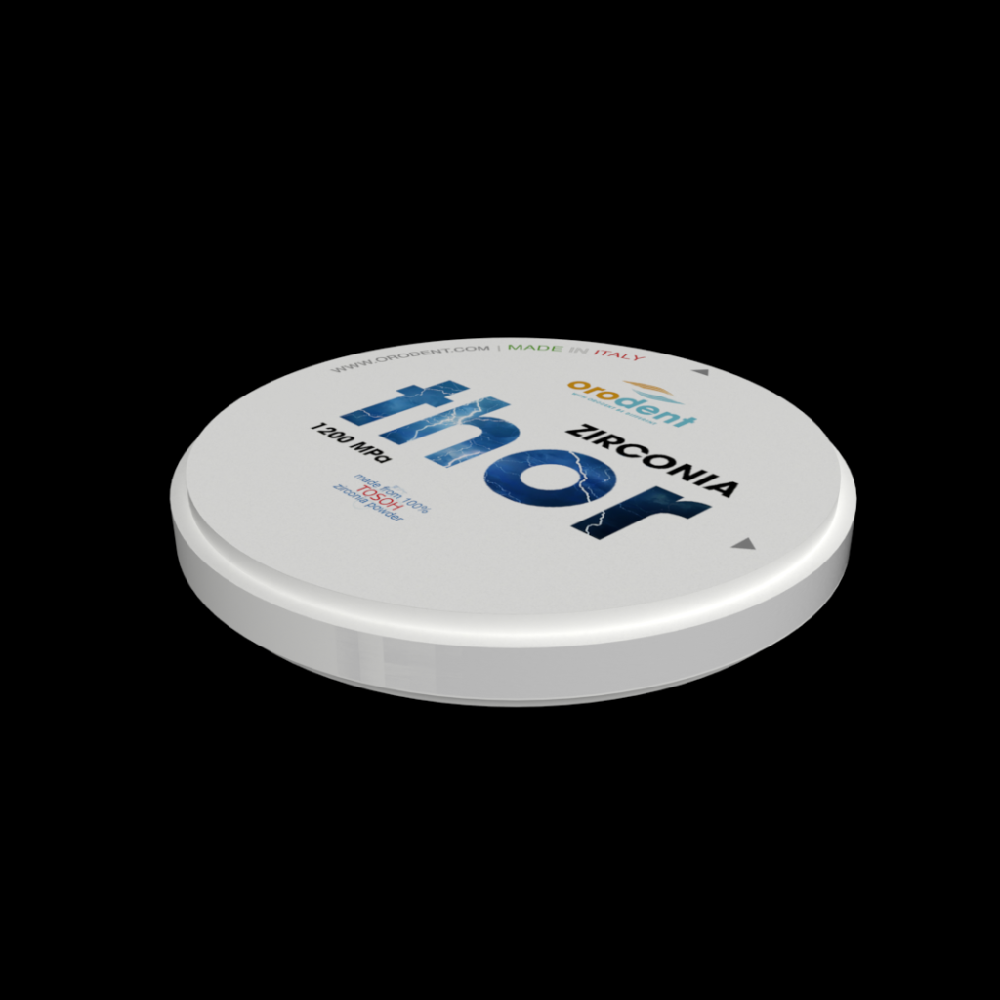 WWW.ORODENT.COM | MADE IN ITALY
orodent
ZIRCONIA
thor
1200 MPa
made from 100%
TOSOH
zirconia powder